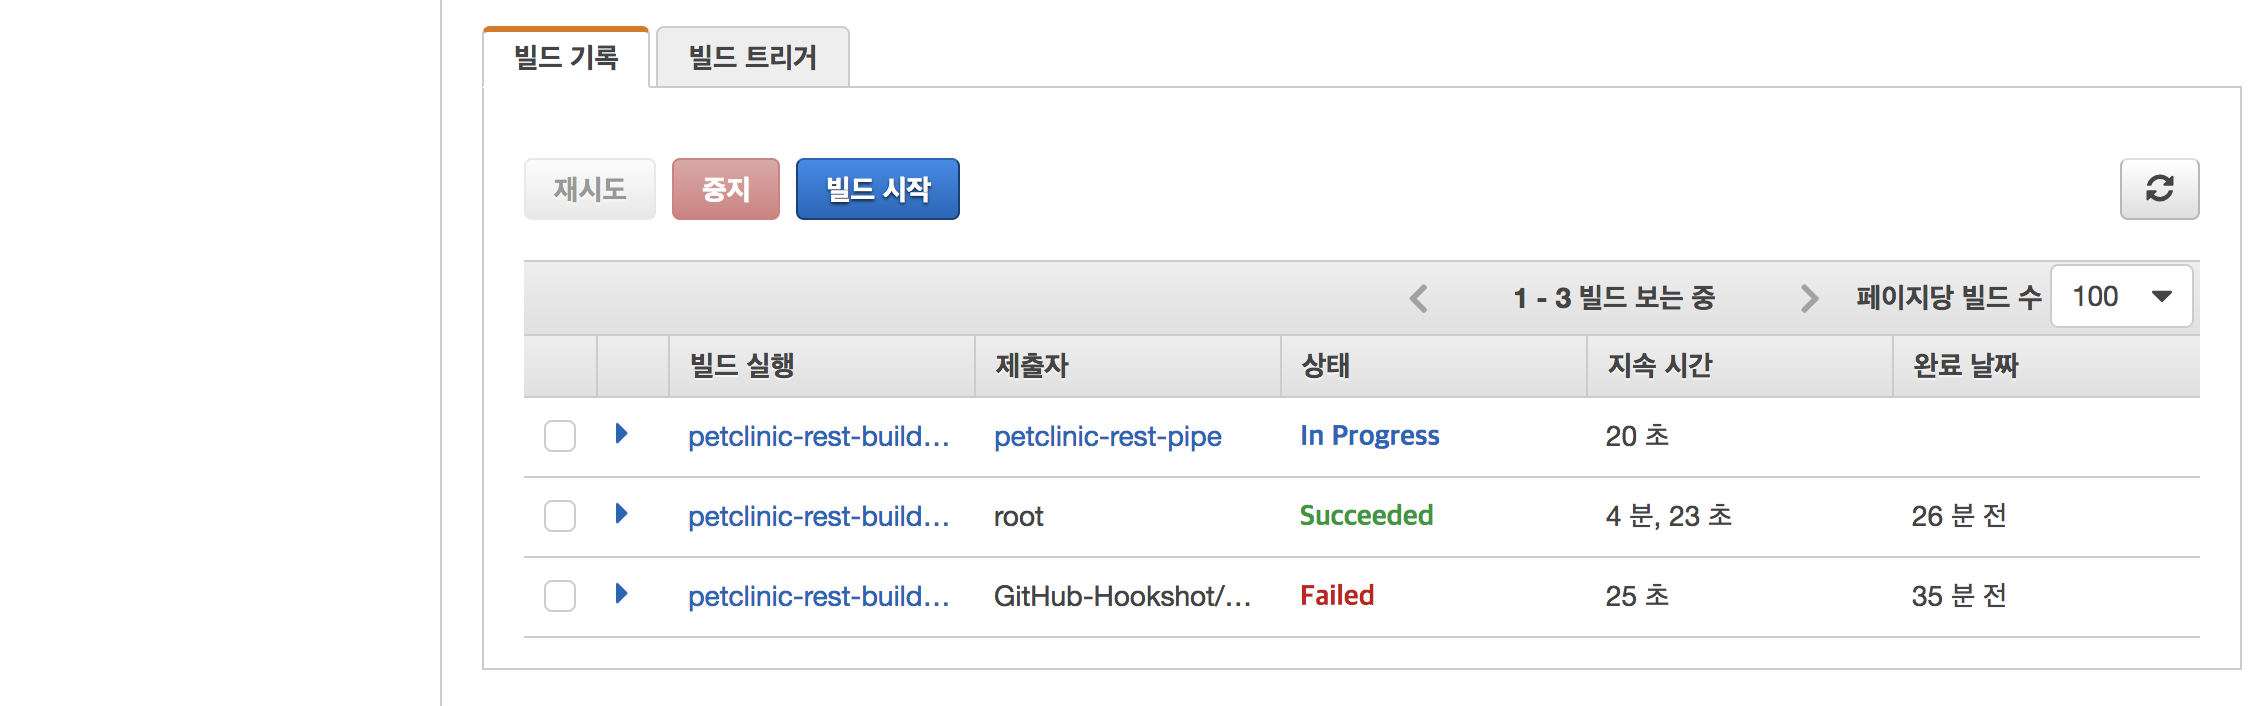 빌드 기록 빌드 트리거
재시도 중지 빌드 시작
1 - 3 빌드 보는 중 페이지당 빌드 수 100
빌드 실행 제출자 상태 지속 시간 완료 날짜
petclinic-rest-build... petclinic-rest-pipe In Progress 20 초
petclinic-rest-build... root Succeeded 4 분, 23 초 26 분 전
petclinic-rest-build... GitHub-Hookshot/... Failed 25 초 35 분 전